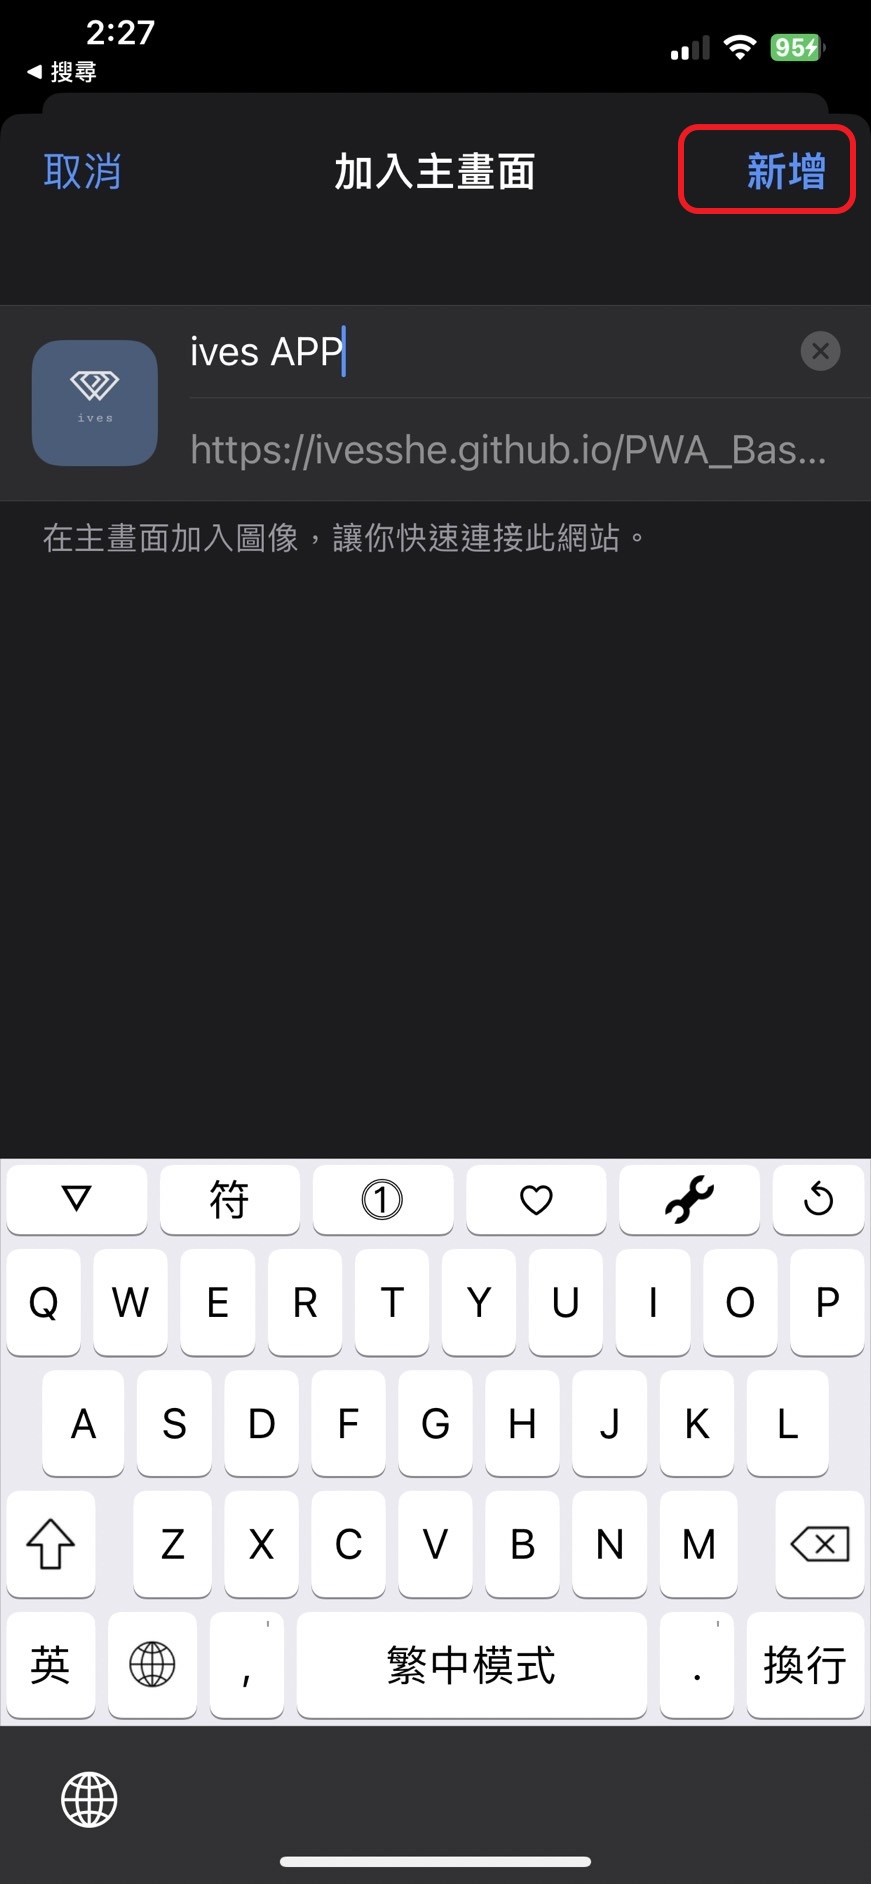 2:27
95
◀ 搜尋
取消
加入主畫面
新增
ives APP
ives
https://ivesshe.github.io/PWA_Bas...
在主畫面加入圖像，讓你快速連接此網站。
符 ①
Q W E R T Y U I O P
A S D F G H J K L
Z X C V B N M
英 , ' 繁中模式 . ' 換行